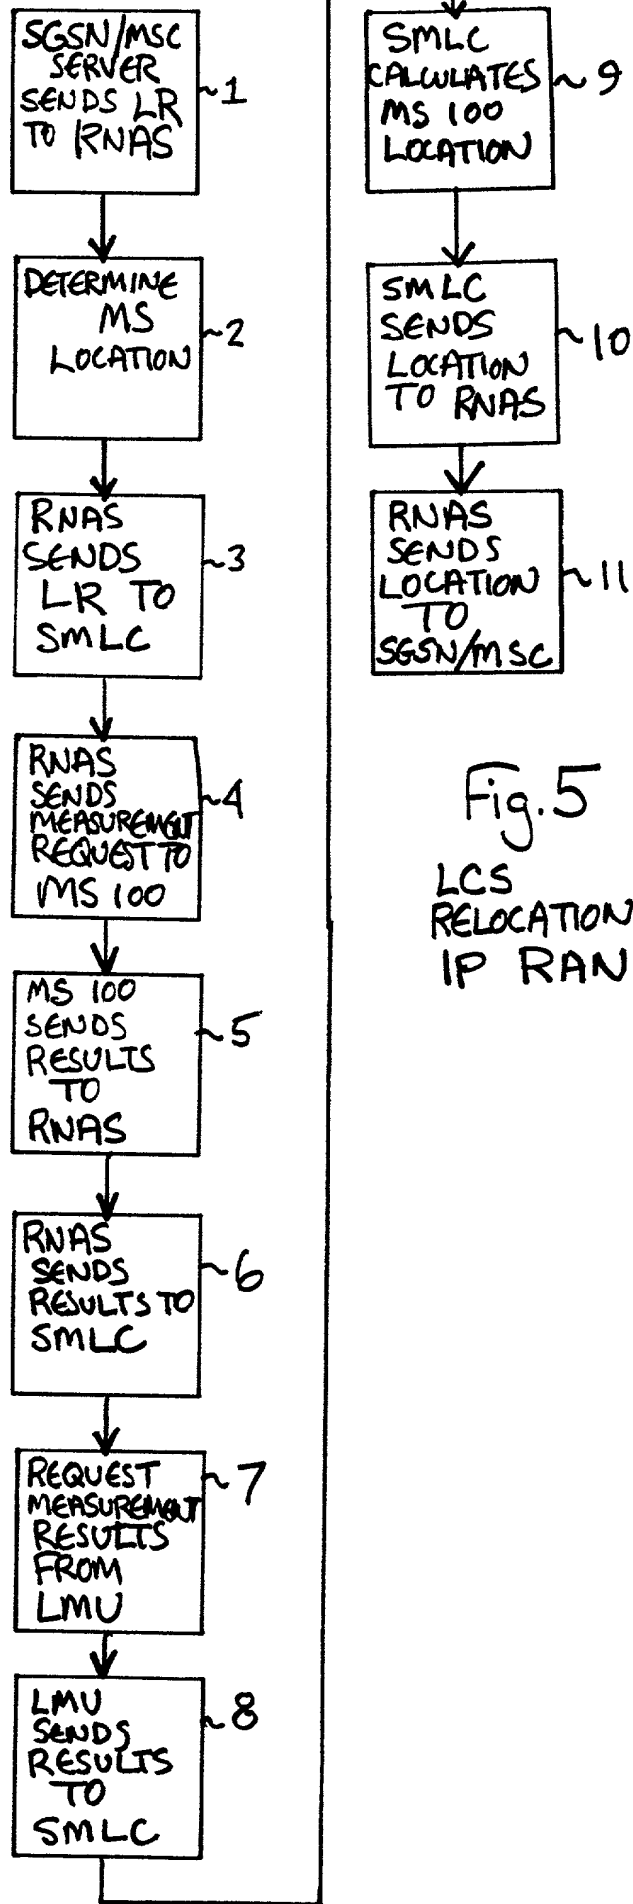 SGSN/MSC
SERVER
SENDS LR
TO RNAS
1
DETERMINE
MS
LOCATION
2
RNAS
SENDS
LR TO
SMLC
3
RNAS
SENDS
MEASUREMENT
REQUEST TO
MS 100
4
MS 100
SENDS
RESULTS
TO
RNAS
5
RNAS
SENDS
RESULTS TO
SMLC
6
REQUEST
MEASUREMENT
RESULTS
FROM
LMU
7
LMU
SENDS
RESULTS
TO
SMLC
8
SMLC
CALCULATES
MS 100
LOCATION
9
SMLC
SENDS
LOCATION
TO RNAS
10
RNAS
SENDS
LOCATION
TO
SGSN/MSC
11
Fig.5
LCS
RELOCATION
IP RAN